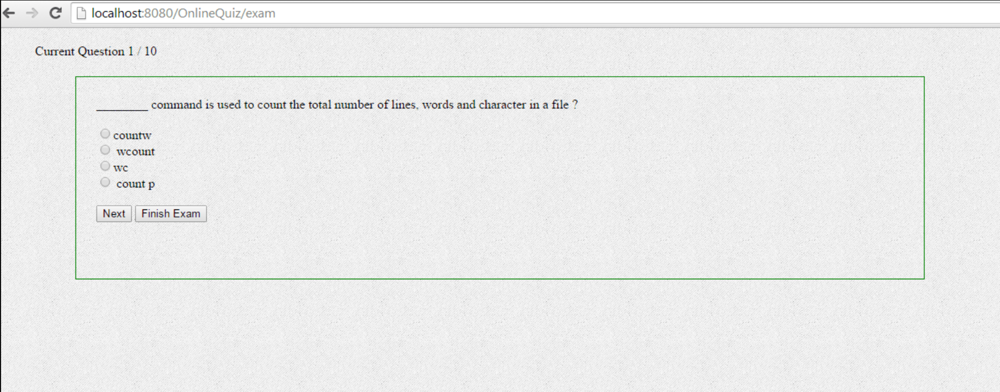 localhost:8080/OnlineQuiz/exam
Current Question 1 / 10
________ command is used to count the total number of lines, words and character in a file ?
countw
wcount
wc
count p
Next Finish Exam